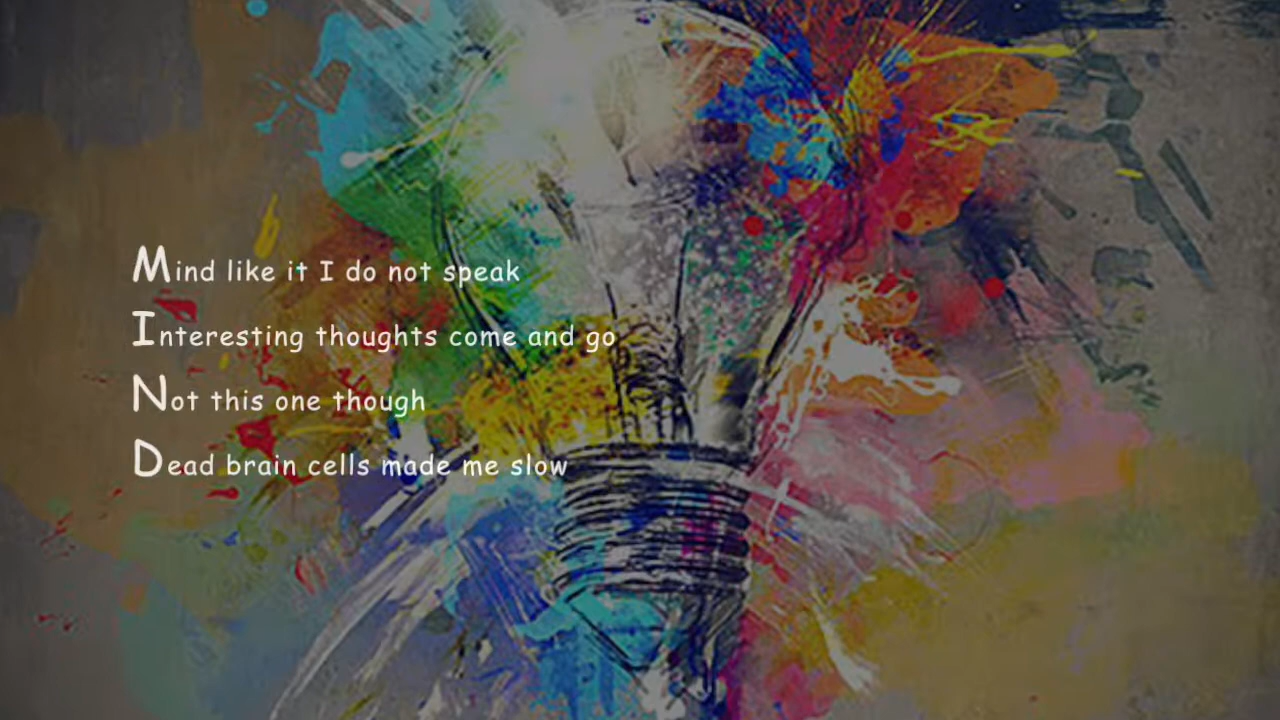 Mind like it I do not speak
Interesting thoughts come and go
Not this one though
Dead brain cells made me slow